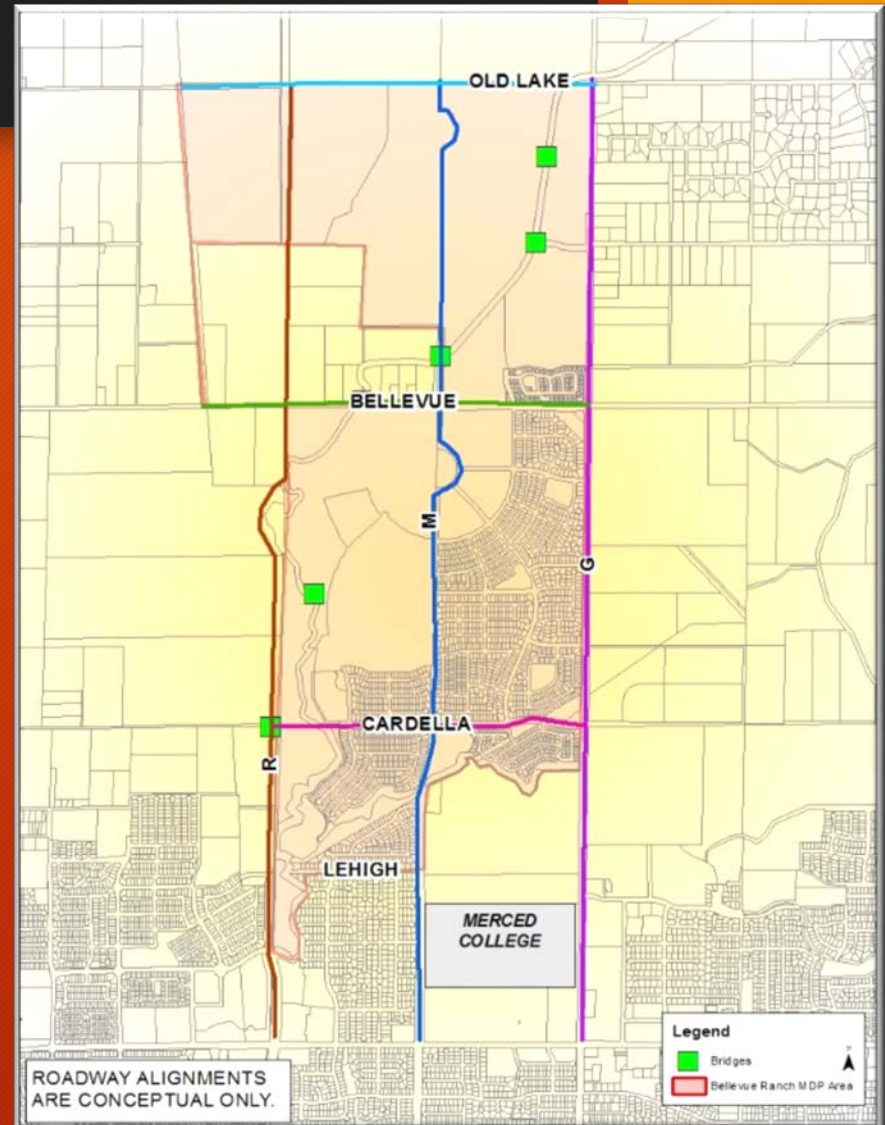 OLD LAKE
BELLEVUE
M
G
CARDELLA
R
LEHIGH
MERCED
COLLEGE
Legend
Bridges
Bellevue Ranch MDP Area
ROADWAY ALIGNMENTS
ARE CONCEPTUAL ONLY.